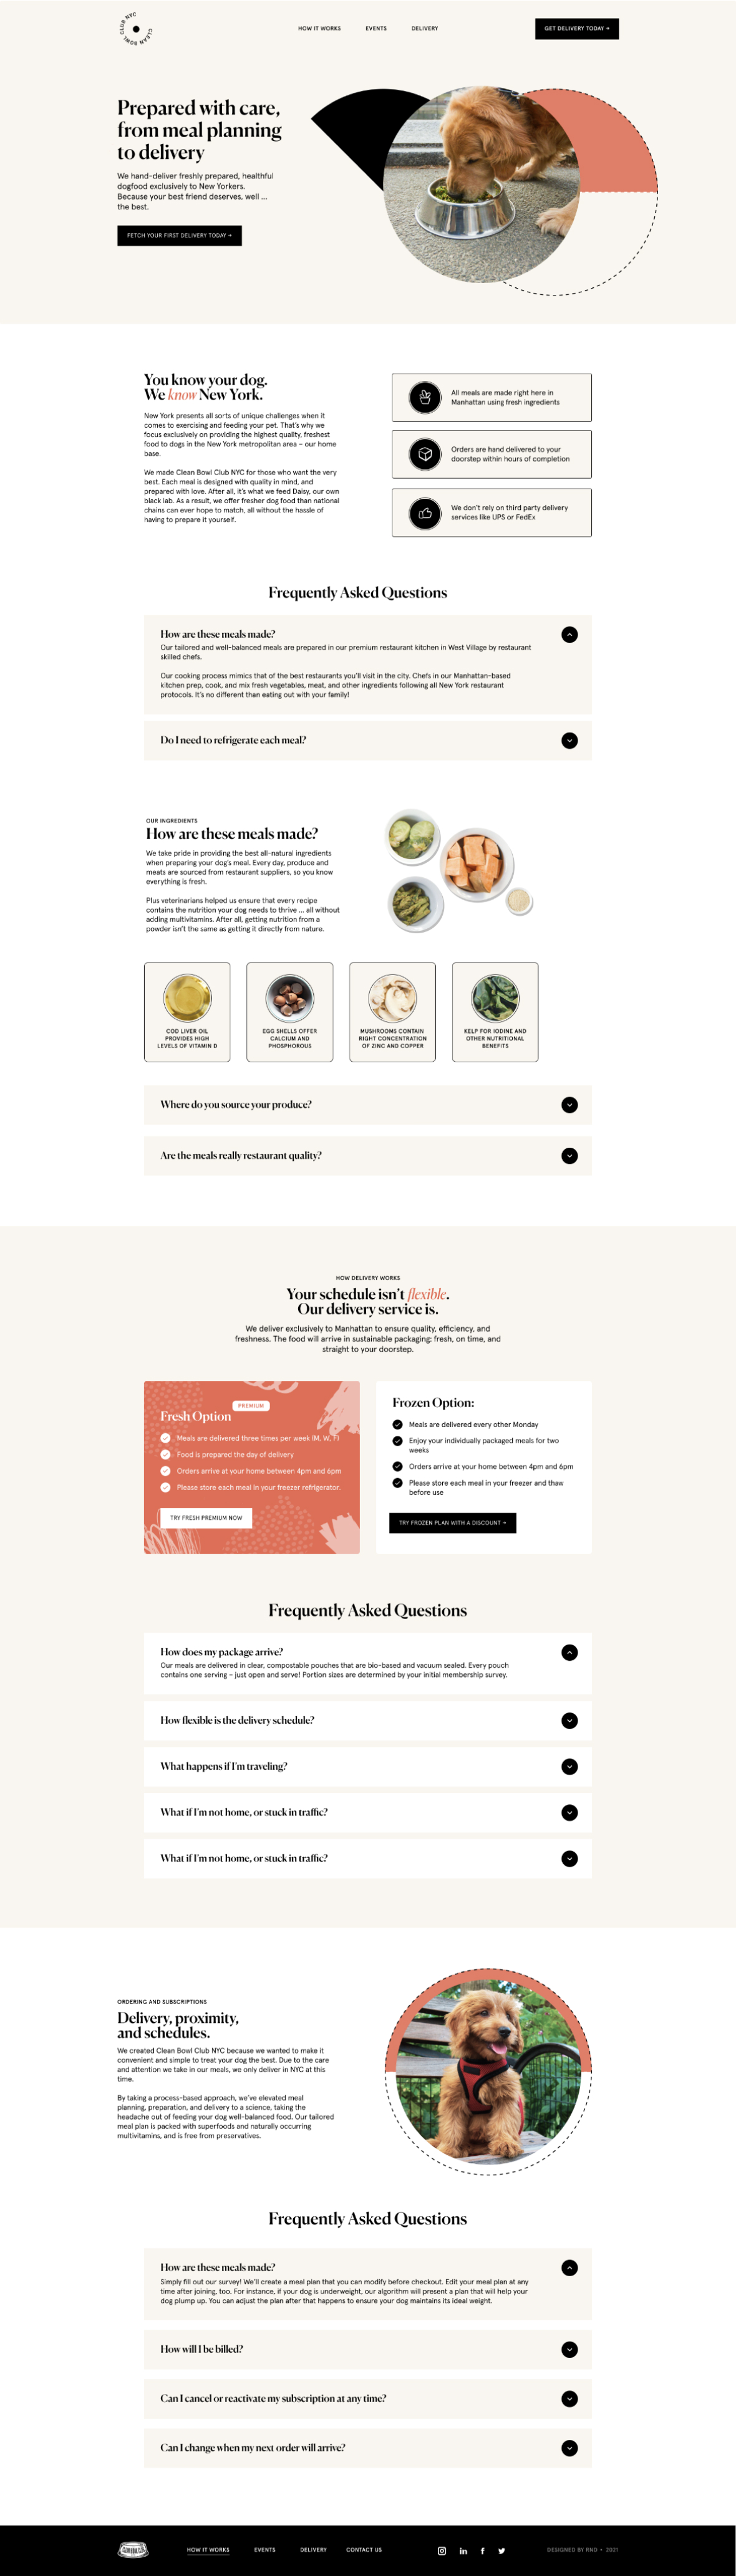 CLEAN BOWL CLUB NYC
HOW IT WORKS
EVENTS
DELIVERY
GET DELIVERY TODAY →
Prepared with care,
from meal planning
to delivery
We hand-deliver freshly prepared, healthful
dogfood exclusively to New Yorkers.
Because your best friend deserves, well ...
the best.
FETCH YOUR FIRST DELIVERY TODAY →
You know your dog.
We know New York.
New York presents all sorts of unique challenges when it
comes to exercising and feeding your pet. That's why we
focus exclusively on providing the highest quality, freshest
food to dogs in the New York metropolitan area – our home
base.
We made Clean Bowl Club NYC for those who want the very
best. Each meal is designed with quality in mind, and
prepared with love. After all, it's what we feed Daisy, our own
black lab. As a result, we offer fresher dog food than national
chains can ever hope to match, all without the hassle of
having to prepare it yourself.
All meals are made right here in
Manhattan using fresh ingredients
Orders are hand delivered to your
doorstep within hours of completion
We don't rely on third party delivery
services like UPS or FedEx
Frequently Asked Questions
How are these meals made?
Our tailored and well-balanced meals are prepared in our premium restaurant kitchen in West Village by restaurant
skilled chefs.
Our cooking process mimics that of the best restaurants you'll visit in the city. Chefs in our Manhattan-based
kitchen prep, cook, and mix fresh vegetables, meat, and other ingredients following all New York restaurant
protocols. It's no different than eating out with your family!
Do I need to refrigerate each meal?
OUR INGREDIENTS
How are these meals made?
We take pride in providing the best all-natural ingredients
when preparing your dog's meal. Every day, produce and
meats are sourced from restaurant suppliers, so you know
everything is fresh.
Plus veterinarians helped us ensure that every recipe
contains the nutrition your dog needs to thrive ... all without
adding multivitamins. After all, getting nutrition from a
powder isn't the same as getting it directly from nature.
COD LIVER OIL
PROVIDES HIGH
LEVELS OF VITAMIN D
EGG SHELLS OFFER
CALCIUM AND
PHOSPHOROUS
MUSHROOMS CONTAIN
RIGHT CONCENTRATION
OF ZINC AND COPPER
KELP FOR IODINE AND
OTHER NUTRITIONAL
BENEFITS
Where do you source your produce?
Are the meals really restaurant quality?
HOW DELIVERY WORKS
Your schedule isn't flexible.
Our delivery service is.
We deliver exclusively to Manhattan to ensure quality, efficiency, and
freshness. The food will arrive in sustainable packaging: fresh, on time, and
straight to your doorstep.
PREMIUM
Fresh Option
Meals are delivered three times per week (M, W, F)
Food is prepared the day of delivery
Orders arrive at your home between 4pm and 6pm
Please store each meal in your freezer refrigerator.
TRY FRESH PREMIUM NOW
Frozen Option:
Meals are delivered every other Monday
Enjoy your individually packaged meals for two
weeks
Orders arrive at your home between 4pm and 6pm
Please store each meal in your freezer and thaw
before use
TRY FROZEN PLAN WITH A DISCOUNT →
Frequently Asked Questions
How does my package arrive?
Our meals are delivered in clear, compostable pouches that are bio-based and vacuum sealed. Every pouch
contains one serving – just open and serve! Portion sizes are determined by your initial membership survey.
How flexible is the delivery schedule?
What happens if I'm traveling?
What if I'm not home, or stuck in traffic?
What if I'm not home, or stuck in traffic?
ORDERING AND SUBSCRIPTIONS
Delivery, proximity,
and schedules.
We created Clean Bowl Club NYC because we wanted to make it
convenient and simple to treat your dog the best. Due to the care
and attention we take in our meals, we only deliver in NYC at this
time.
By taking a process-based approach, we've elevated meal
planning, preparation, and delivery to a science, taking the
headache out of feeding your dog well-balanced food. Our tailored
meal plan is packed with superfoods and naturally occurring
multivitamins, and is free from preservatives.
Frequently Asked Questions
How are these meals made?
Simply fill out our survey! We'll create a meal plan that you can modify before checkout. Edit your meal plan at any
time after joining, too. For instance, if your dog is underweight, our algorithm will present a plan that will help your
dog plump up. You can adjust the plan after that happens to ensure your dog maintains its ideal weight.
How will I be billed?
Can I cancel or reactivate my subscription at any time?
Can I change when my next order will arrive?
HOW IT WORKS
EVENTS
DELIVERY
CONTACT US
DESIGNED BY RNO • 2021